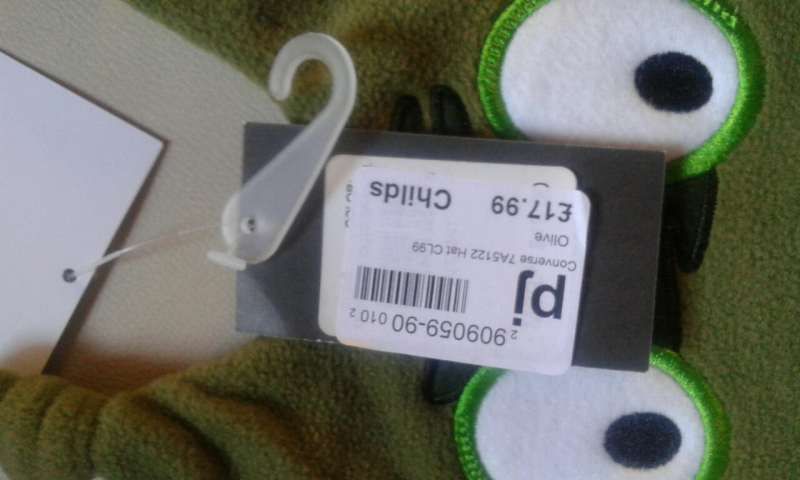 2 909059-90 010 2
pj
Converse 7A5122 Hat CL99
Olive
£17.99 Childs